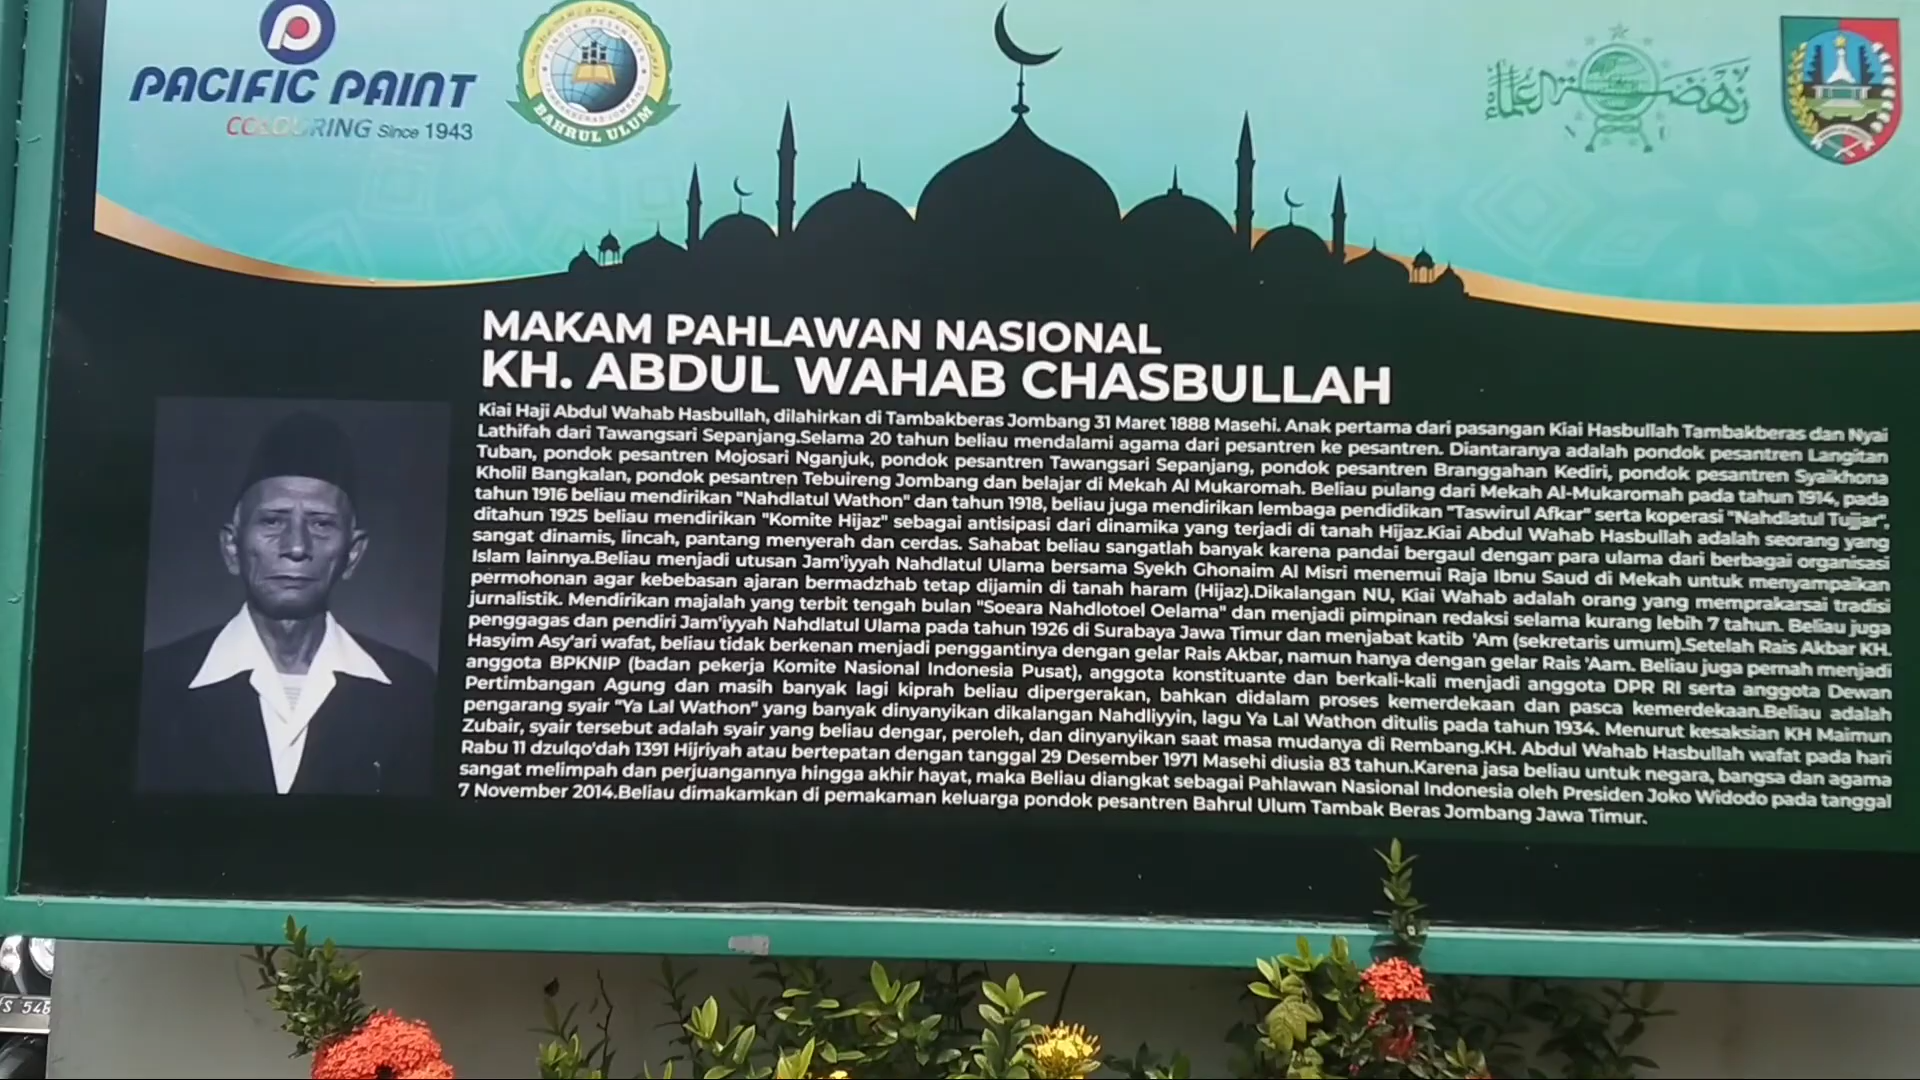 PACIFIC PAINT
COLOURING Since 1943
PONDOK PESANTREN
TAMBAKBERAS JOMBANG
BAHRUL ULUM
نهضة العلماء
N U
MAKAM PAHLAWAN NASIONAL
KH. ABDUL WAHAB CHASBULLAH
Kiai Haji Abdul Wahab Hasbullah, dilahirkan di Tambakberas Jombang 31 Maret 1888 Masehi. Anak pertama dari pasangan Kiai Hasbullah Tambakberas dan Nyai
Lathifah dari Tawangsari Sepanjang.Selama 20 tahun beliau mendalami agama dari pesantren ke pesantren. Diantaranya adalah pondok pesantren Langitan
Tuban, pondok pesantren Mojosari Nganjuk, pondok pesantren Tawangsari Sepanjang, pondok pesantren Branggahan Kediri, pondok pesantren Syaikhona
Kholil Bangkalan, pondok pesantren Tebuireng Jombang dan belajar di Mekah Al Mukaromah. Beliau pulang dari Mekah Al-Mukaromah pada tahun 1914, pada
tahun 1916 beliau mendirikan "Nahdlatul Wathon" dan tahun 1918, beliau juga mendirikan lembaga pendidikan "Taswirul Afkar" serta koperasi "Nahdlatul Tujjar",
ditahun 1925 beliau mendirikan "Komite Hijaz" sebagai antisipasi dari dinamika yang terjadi di tanah Hijaz.Kiai Abdul Wahab Hasbullah adalah seorang yang
sangat dinamis, lincah, pantang menyerah dan cerdas. Sahabat beliau sangatlah banyak karena pandai bergaul dengan para ulama dari berbagai organisasi
Islam lainnya.Beliau menjadi utusan Jam'iyyah Nahdlatul Ulama bersama Syekh Ghonaim Al Misri menemui Raja Ibnu Saud di Mekah untuk menyampaikan
permohonan agar kebebasan ajaran bermadzhab tetap dijamin di tanah haram (Hijaz).Dikalangan NU, Kiai Wahab adalah orang yang memprakarsai tradisi
jurnalistik. Mendirikan majalah yang terbit tengah bulan "Soeara Nahdlotoel Oelama" dan menjadi pimpinan redaksi selama kurang lebih 7 tahun. Beliau juga
penggagas dan pendiri Jam'iyyah Nahdlatul Ulama pada tahun 1926 di Surabaya Jawa Timur dan menjabat katib 'Am (sekretaris umum).Setelah Rais Akbar KH.
Hasyim Asy'ari wafat, beliau tidak berkenan menjadi penggantinya dengan gelar Rais Akbar, namun hanya dengan gelar Rais 'Aam. Beliau juga pernah menjadi
anggota BPKNIP (badan pekerja Komite Nasional Indonesia Pusat), anggota konstituante dan berkali-kali menjadi anggota DPR RI serta anggota Dewan
Pertimbangan Agung dan masih banyak lagi kiprah beliau dipergerakan, bahkan didalam proses kemerdekaan dan pasca kemerdekaan.Beliau adalah
pengarang syair "Ya Lal Wathon" yang banyak dinyanyikan dikalangan Nahdliyyin, lagu Ya Lal Wathon ditulis pada tahun 1934. Menurut kesaksian KH Maimun
Zubair, syair tersebut adalah syair yang beliau dengar, peroleh, dan dinyanyikan saat masa mudanya di Rembang.KH. Abdul Wahab Hasbullah wafat pada hari
Rabu 11 dzulqo'dah 1391 Hijriyah atau bertepatan dengan tanggal 29 Desember 1971 Masehi diusia 83 tahun.Karena jasa beliau untuk negara, bangsa dan agama
sangat melimpah dan perjuangannya hingga akhir hayat, maka Beliau diangkat sebagai Pahlawan Nasional Indonesia oleh Presiden Joko Widodo pada tanggal
7 November 2014.Beliau dimakamkan di pemakaman keluarga pondok pesantren Bahrul Ulum Tambak Beras Jombang Jawa Timur.
S 546